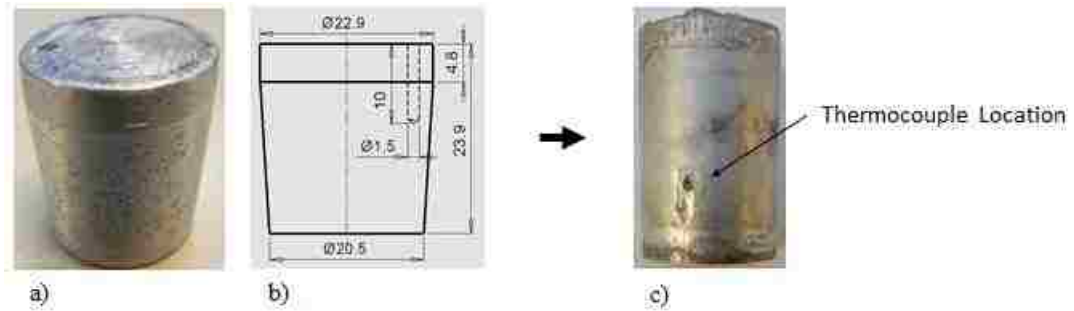 Ø22.9
4.8
10
23.9
Ø1.5
Ø20.5
Thermocouple Location
a)
b)
c)